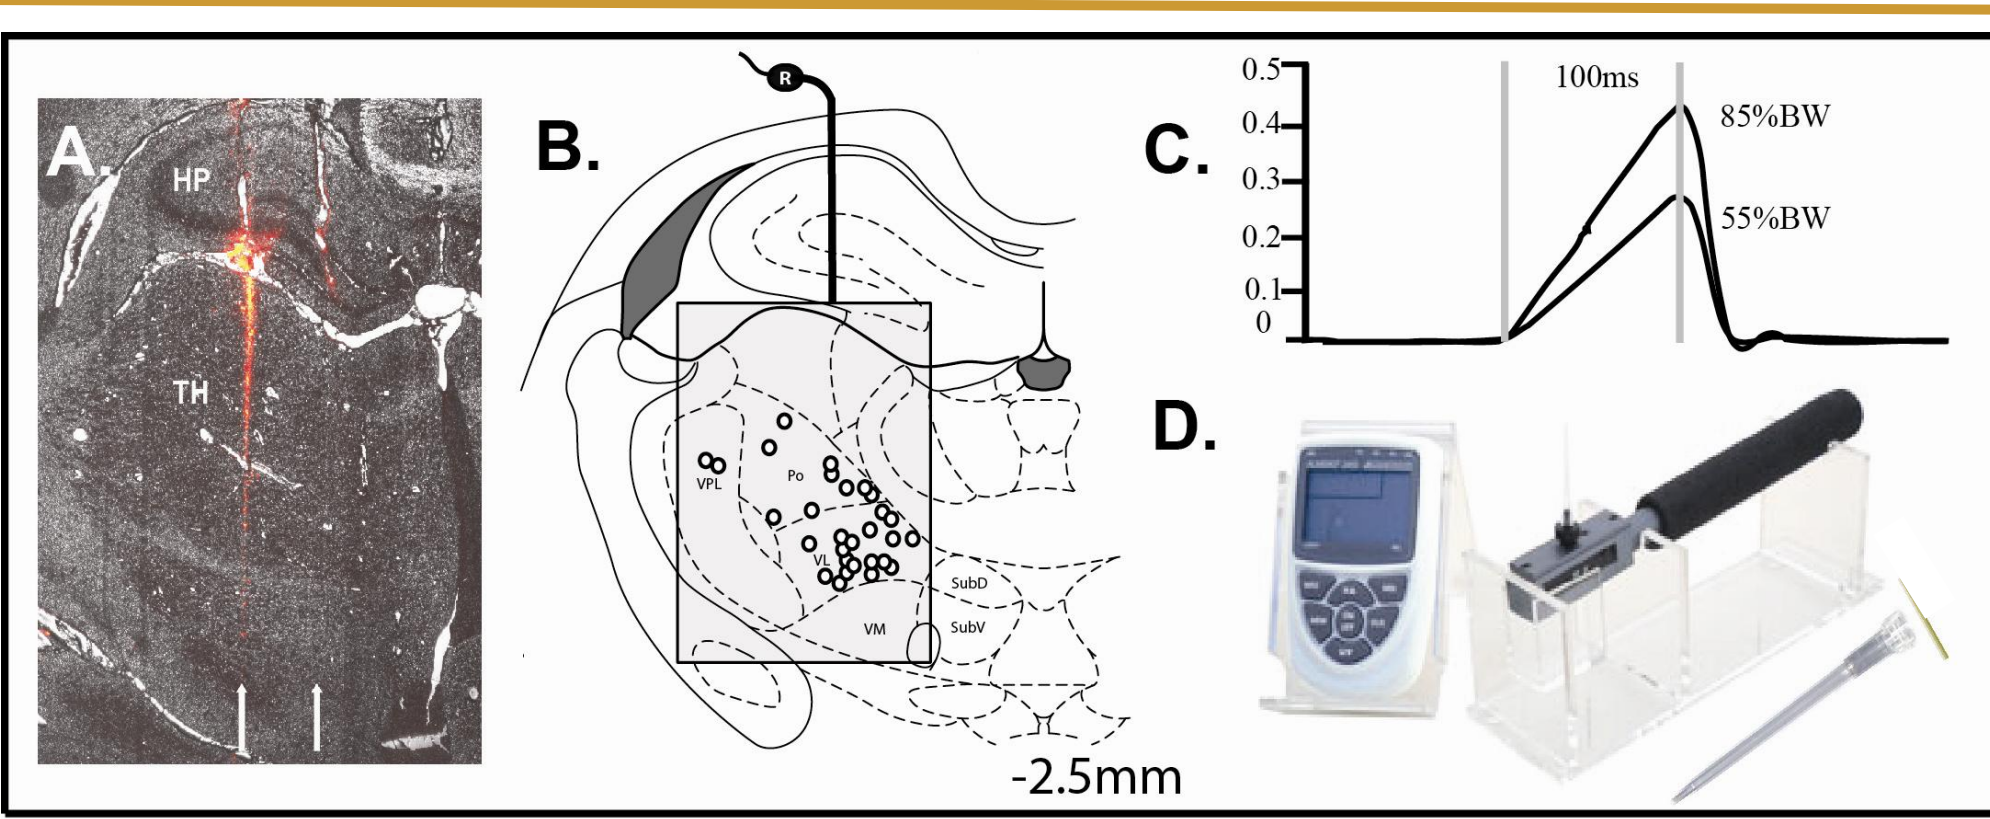 A.
HP
TH
B.
R
VPL
Po
VL
VM
SubD
SubV
-2.5mm
C.
0.5
0.4
0.3
0.2
0.1
0
100ms
85%BW
55%BW
D.